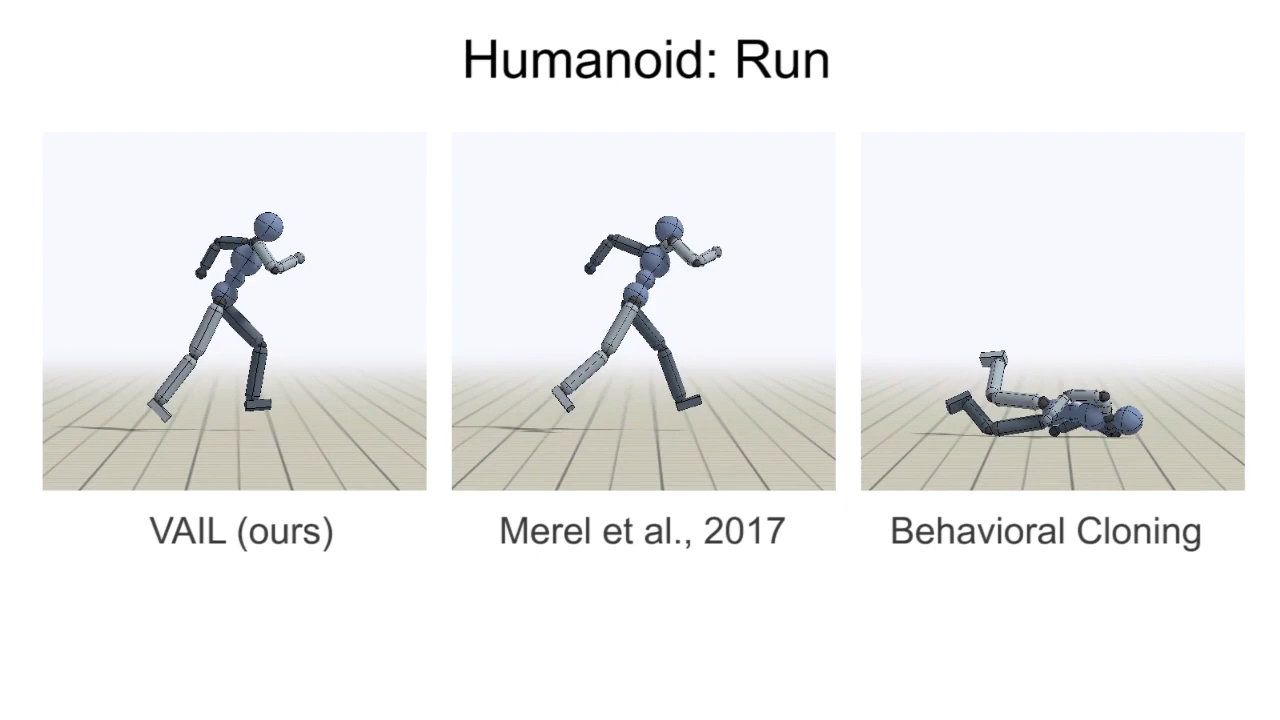 Humanoid: Run
VAIL (ours)
Merel et al., 2017
Behavioral Cloning